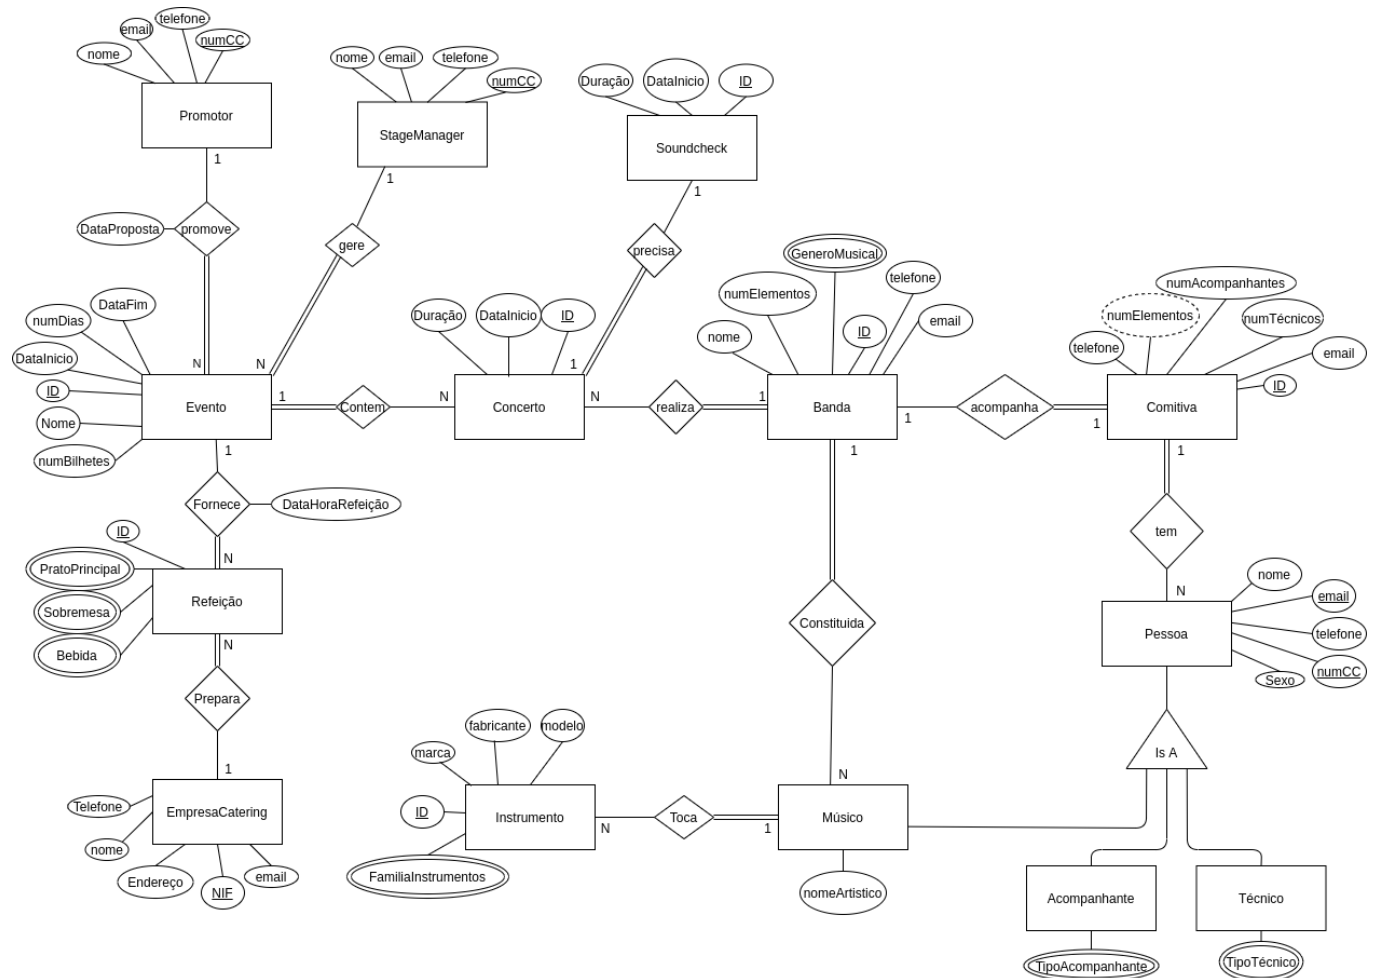 telefone
email
numCC
nome
Promotor
1
DataProposta
promove
N
nome
email
telefone
numCC
StageManager
1
gere
N
Duração
DataInicio
ID
Soundcheck
1
precisa
1
DataFim
numDias
DataInicio
ID
Nome
numBilhetes
Evento
1
Contem
N
Duração
DataInicio
ID
Concerto
N
realiza
1
GeneroMusical
numElementos
telefone
nome
ID
email
Banda
1
acompanha
1
numAcompanhantes
numElementos
numTécnicos
telefone
email
ID
Comitiva
1
tem
N
1
Fornece
DataHoraRefeição
N
ID
PratoPrincipal
Sobremesa
Bebida
Refeição
N
Prepara
1
EmpresaCatering
Telefone
nome
Endereço
NIF
email
1
Constituida
N
nome
email
telefone
numCC
Sexo
Pessoa
Is A
fabricante
modelo
marca
ID
FamiliaInstrumentos
Instrumento
N
Toca
1
Músico
nomeArtistico
Acompanhante
TipoAcompanhante
Técnico
TipoTécnico